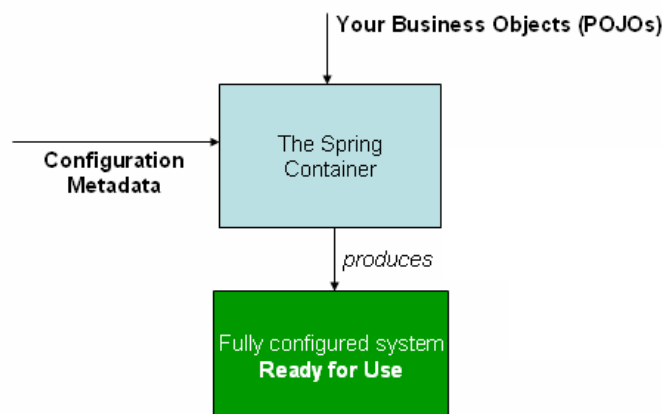 Your Business Objects (POJOs)
The Spring
Container
Configuration
Metadata
produces
Fully configured system
Ready for Use